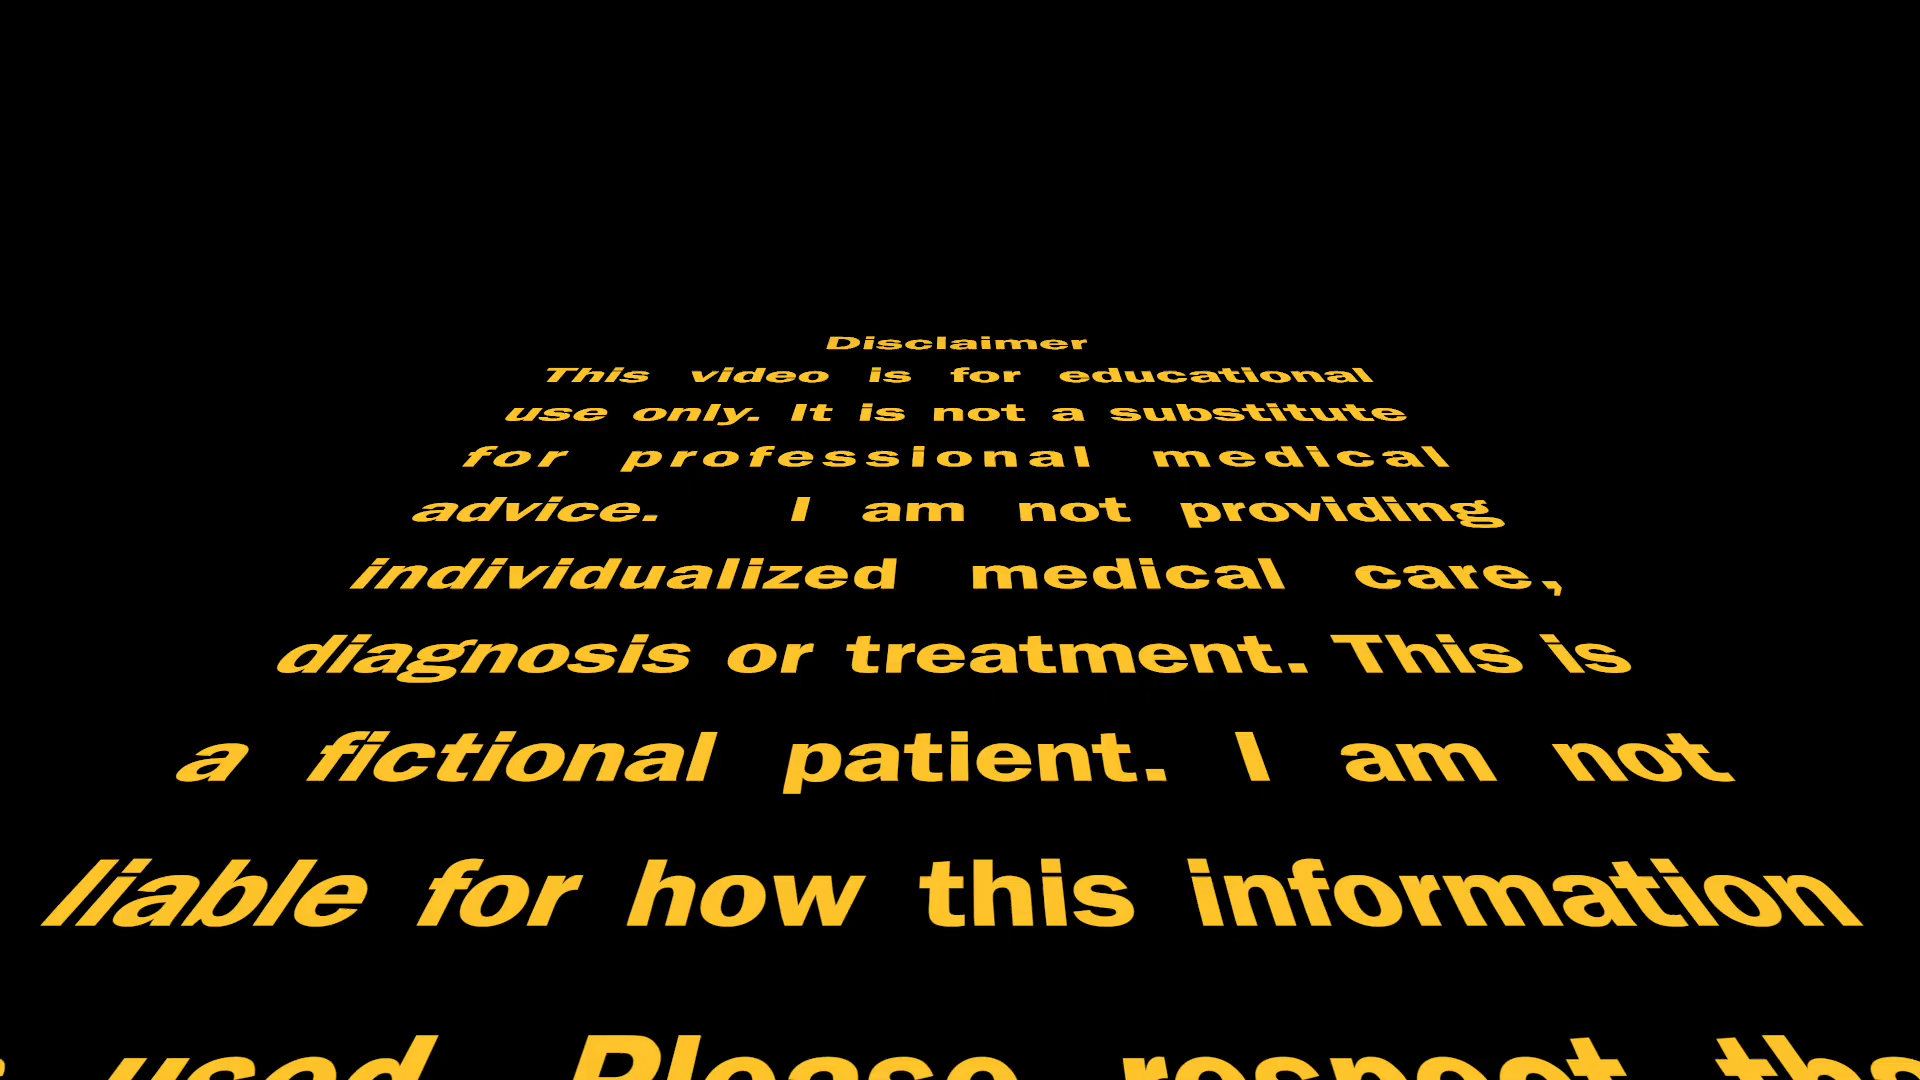 Disclaimer
This video is for educational
use only. It is not a substitute
for professional medical
advice. I am not providing
individualized medical care,
diagnosis or treatment. This is
a fictional patient. I am not
liable for how this information
used. Please respect